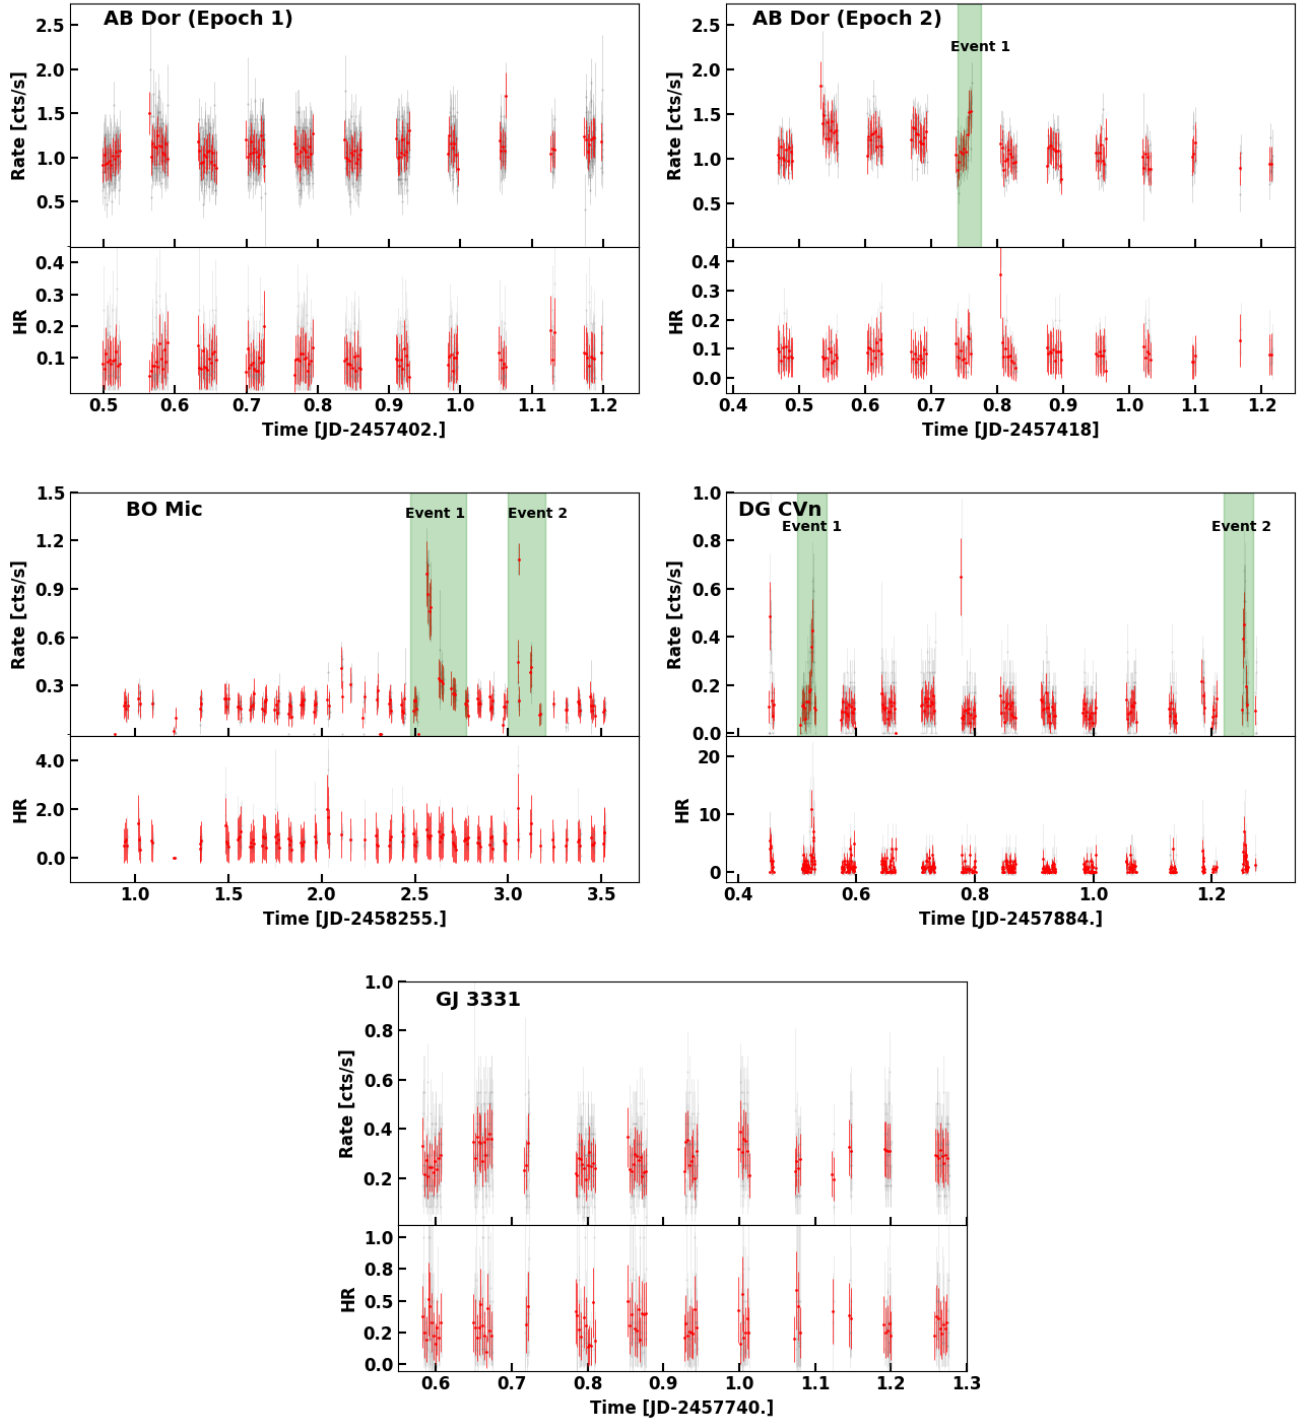 AB Dor (Epoch 1)
2.5
2.0
1.5
1.0
0.5
Rate [cts/s]
0.4
0.3
0.2
0.1
HR
0.5 0.6 0.7 0.8 0.9 1.0 1.1 1.2
Time [JD-2457402.]
AB Dor (Epoch 2)
Event 1
2.5
2.0
1.5
1.0
0.5
Rate [cts/s]
0.4
0.3
0.2
0.1
0.0
HR
0.4 0.5 0.6 0.7 0.8 0.9 1.0 1.1 1.2
Time [JD-2457418]
BO Mic
Event 1 Event 2
1.5
1.2
0.9
0.6
0.3
Rate [cts/s]
4.0
2.0
0.0
HR
1.0 1.5 2.0 2.5 3.0 3.5
Time [JD-2458255.]
DG CVn
Event 1 Event 2
1.0
0.8
0.6
0.4
0.2
0.0
Rate [cts/s]
20
10
0
HR
0.4 0.6 0.8 1.0 1.2
Time [JD-2457884.]
GJ 3331
1.0
0.8
0.6
0.4
0.2
Rate [cts/s]
1.0
0.8
0.5
0.2
0.0
HR
0.6 0.7 0.8 0.9 1.0 1.1 1.2 1.3
Time [JD-2457740.]